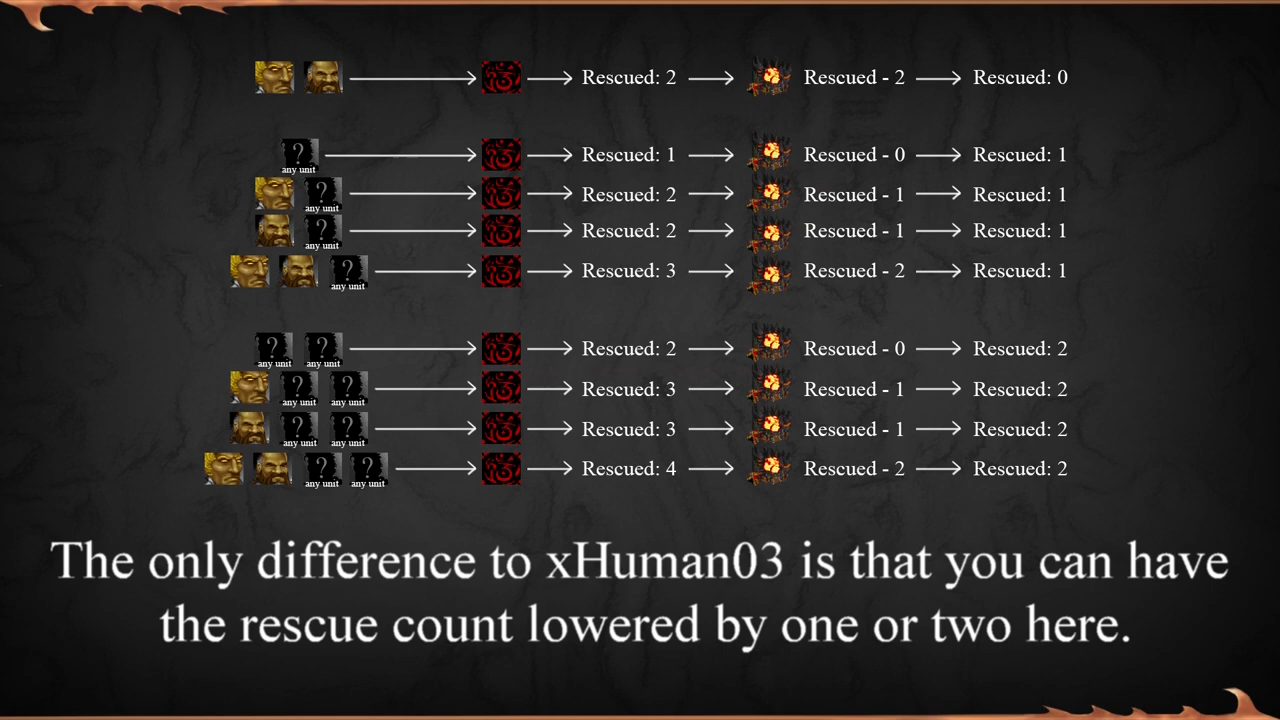 Rescued: 2 Rescued - 2 Rescued: 0
Rescued: 1 Rescued - 0 Rescued: 1
any unit
Rescued: 2 Rescued - 1 Rescued: 1
any unit
Rescued: 2 Rescued - 1 Rescued: 1
any unit
Rescued: 3 Rescued - 2 Rescued: 1
any unit
Rescued: 2 Rescued - 0 Rescued: 2
any unit any unit
Rescued: 3 Rescued - 1 Rescued: 2
any unit any unit
Rescued: 3 Rescued - 1 Rescued: 2
any unit any unit
Rescued: 4 Rescued - 2 Rescued: 2
any unit any unit
The only difference to xHuman03 is that you can have
the rescue count lowered by one or two here.